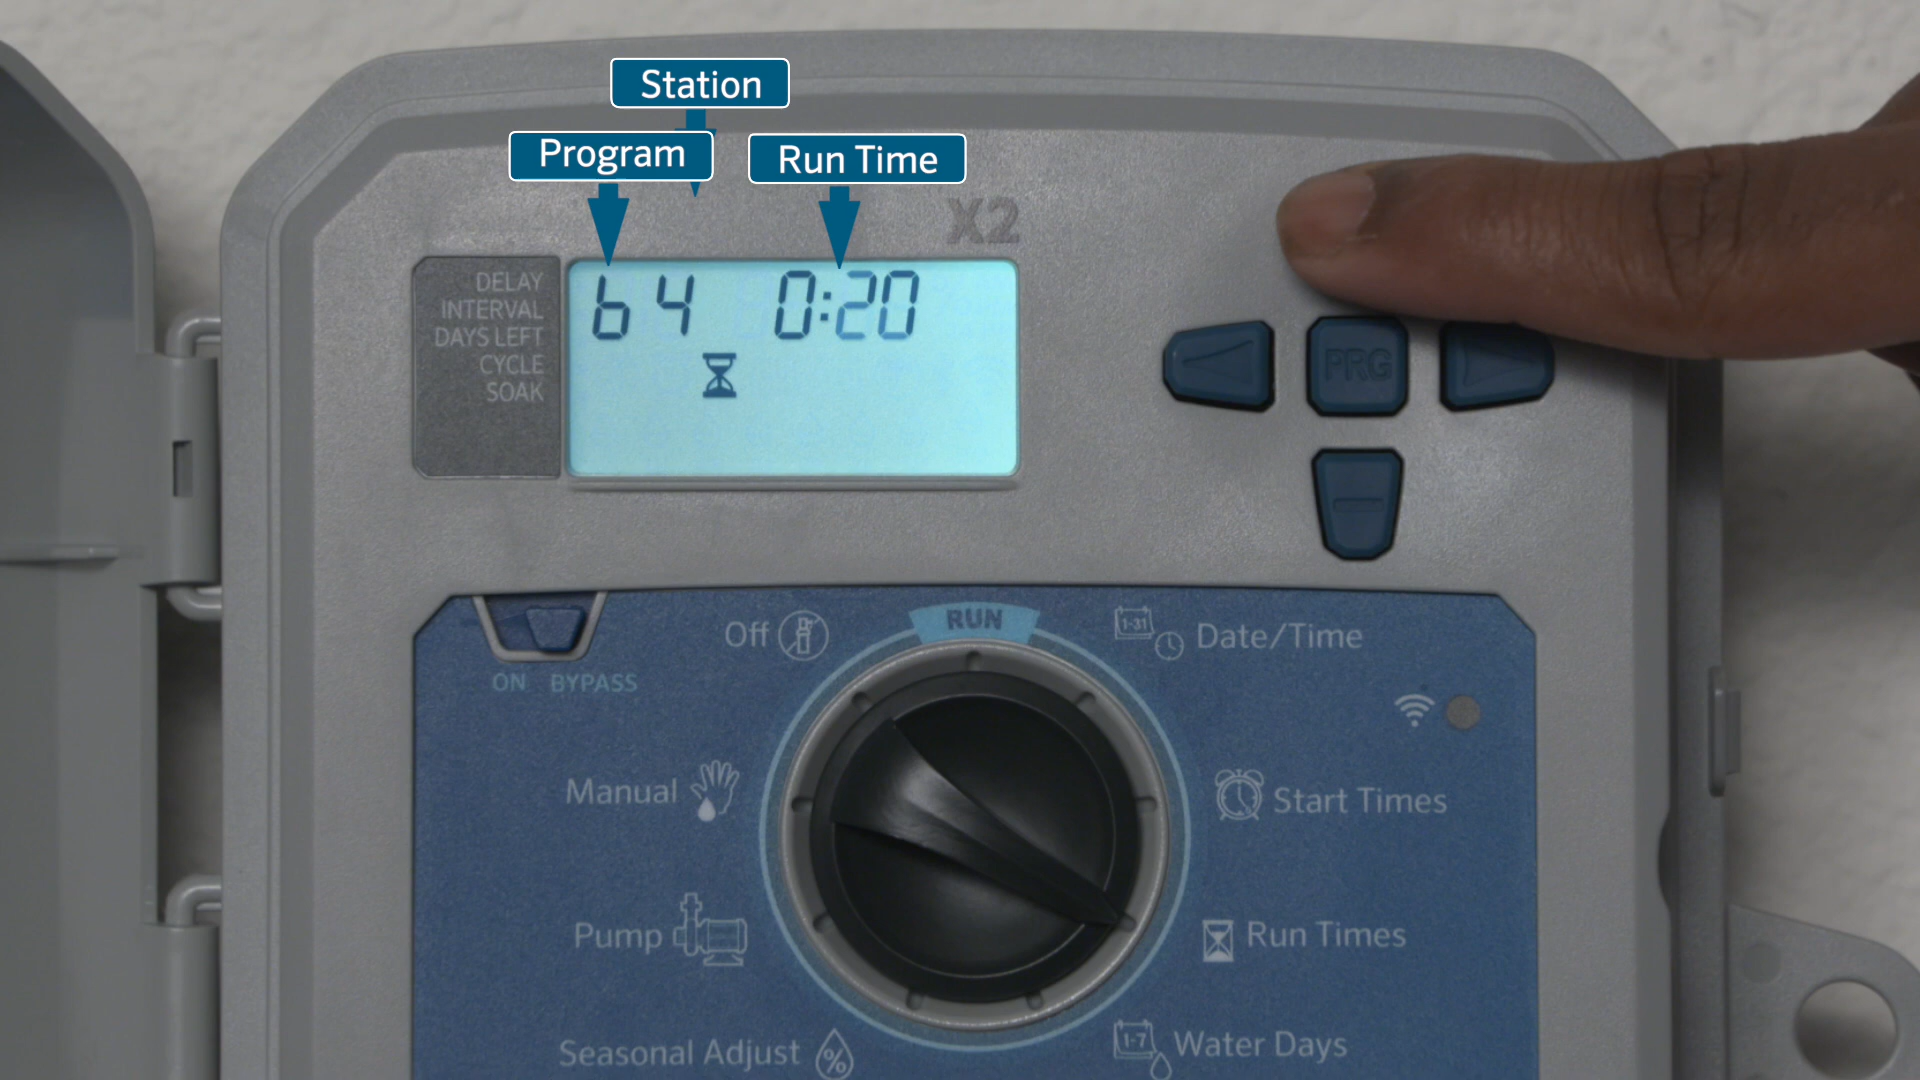 Station
Program
Run Time
X2
DELAY
INTERVAL
DAYS LEFT
CYCLE
SOAK
b 4 0:20
PRG
RUN
Off
1-31
Date/Time
ON BYPASS
Manual
Start Times
Pump
Run Times
Seasonal Adjust
%
1-7
Water Days